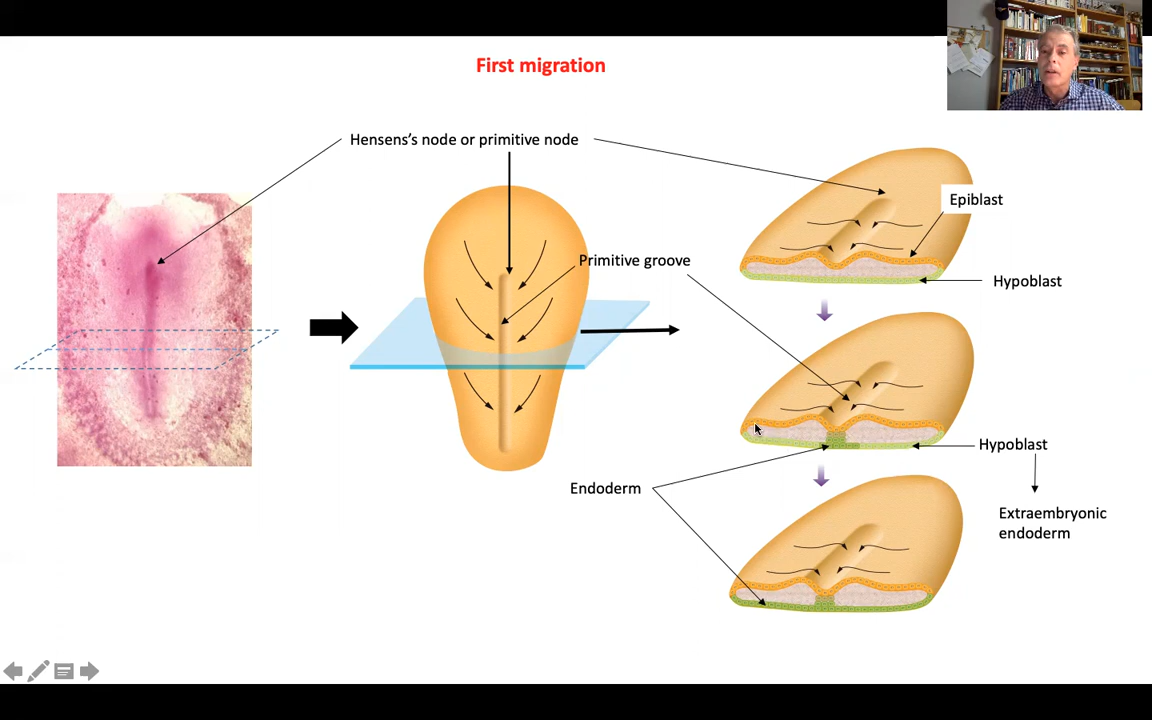 First migration
Hensens's node or primitive node
Epiblast
Primitive groove
Hypoblast
Hypoblast
Endoderm
Extraembryonic
endoderm